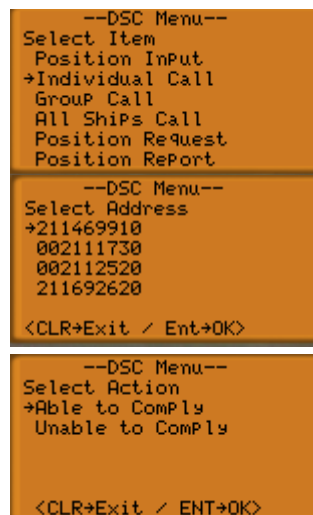 --DSC Menu--
Select Item
Position Input
→Individual Call
Group Call
All Ships Call
Position Request
Position Report
--DSC Menu--
Select Address
→211469910
002111730
002112520
211692620
<CLR→Exit / Ent→OK>
--DSC Menu--
Select Action
→Able to Comply
Unable to Comply
<CLR→Exit / ENT→OK>